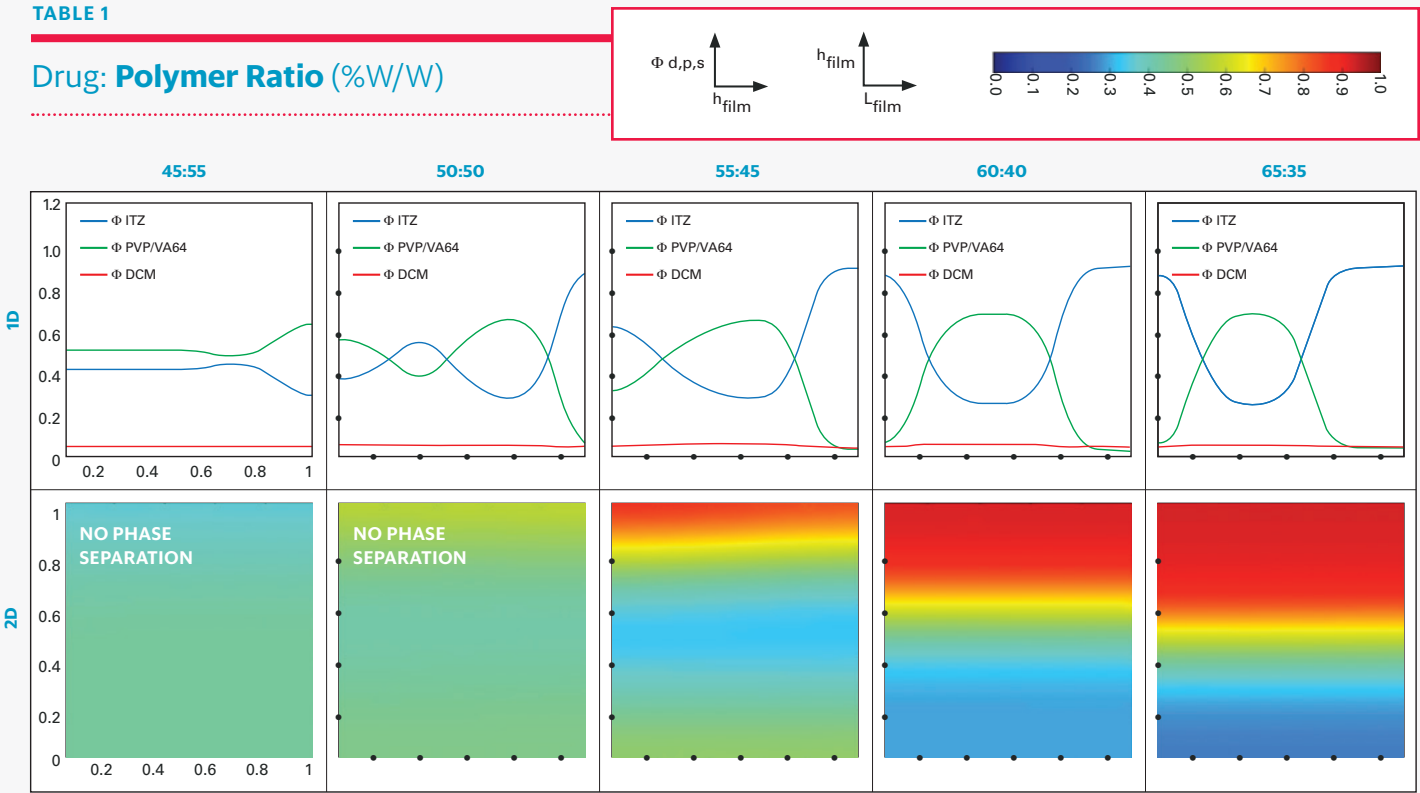 TABLE 1
Drug: Polymer Ratio (%W/W)
Φ d,p,s
h film
h film
L film
0.0 0.1 0.2 0.3 0.4 0.5 0.6 0.7 0.8 0.9 1.0
45:55 50:50 55:45 60:40 65:35
1D
1.2
1.0
0.8
0.6
0.4
0.2
0
0.2 0.4 0.6 0.8 1
Φ ITZ
Φ PVP/VA64
Φ DCM
Φ ITZ
Φ PVP/VA64
Φ DCM
Φ ITZ
Φ PVP/VA64
Φ DCM
Φ ITZ
Φ PVP/VA64
Φ DCM
Φ ITZ
Φ PVP/VA64
Φ DCM
2D
1
0.8
0.6
0.4
0.2
0
0.2 0.4 0.6 0.8 1
NO PHASE
SEPARATION
NO PHASE
SEPARATION